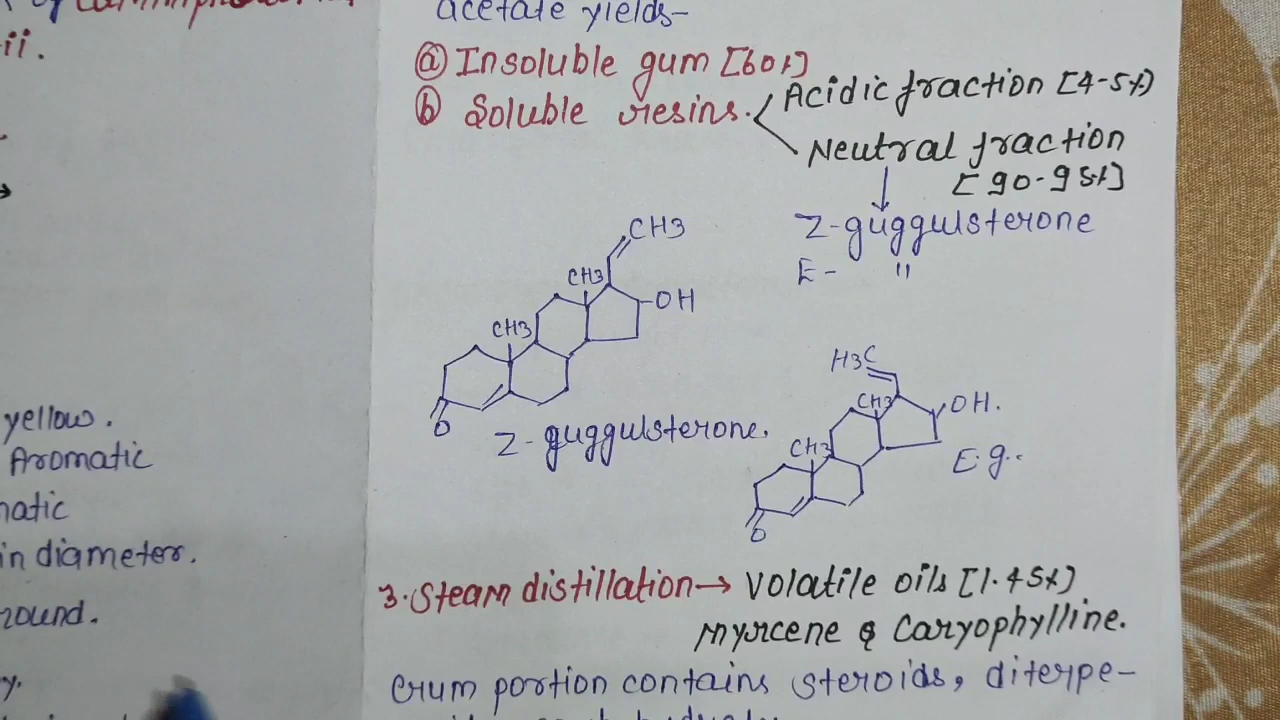 ii.
yellow.
Aromatic
matic
in diameter.
round.
y.
acetate yields-
ⓐ Insoluble gum [60%]
ⓑ Soluble resins.
Acidic fraction [4-5%)
Neutral fraction
[90-95%]
Z-guggulsterone
E- "
CH3
CH3
OH
CH3
O
Z-guggulsterone.
H3C
CH3
OH.
CH3
E.g..
O
3. Steam distillation→ Volatile oils [1.45%)
Myrcene & Caryophylline.
Crum portion contains steroids, diterpe-